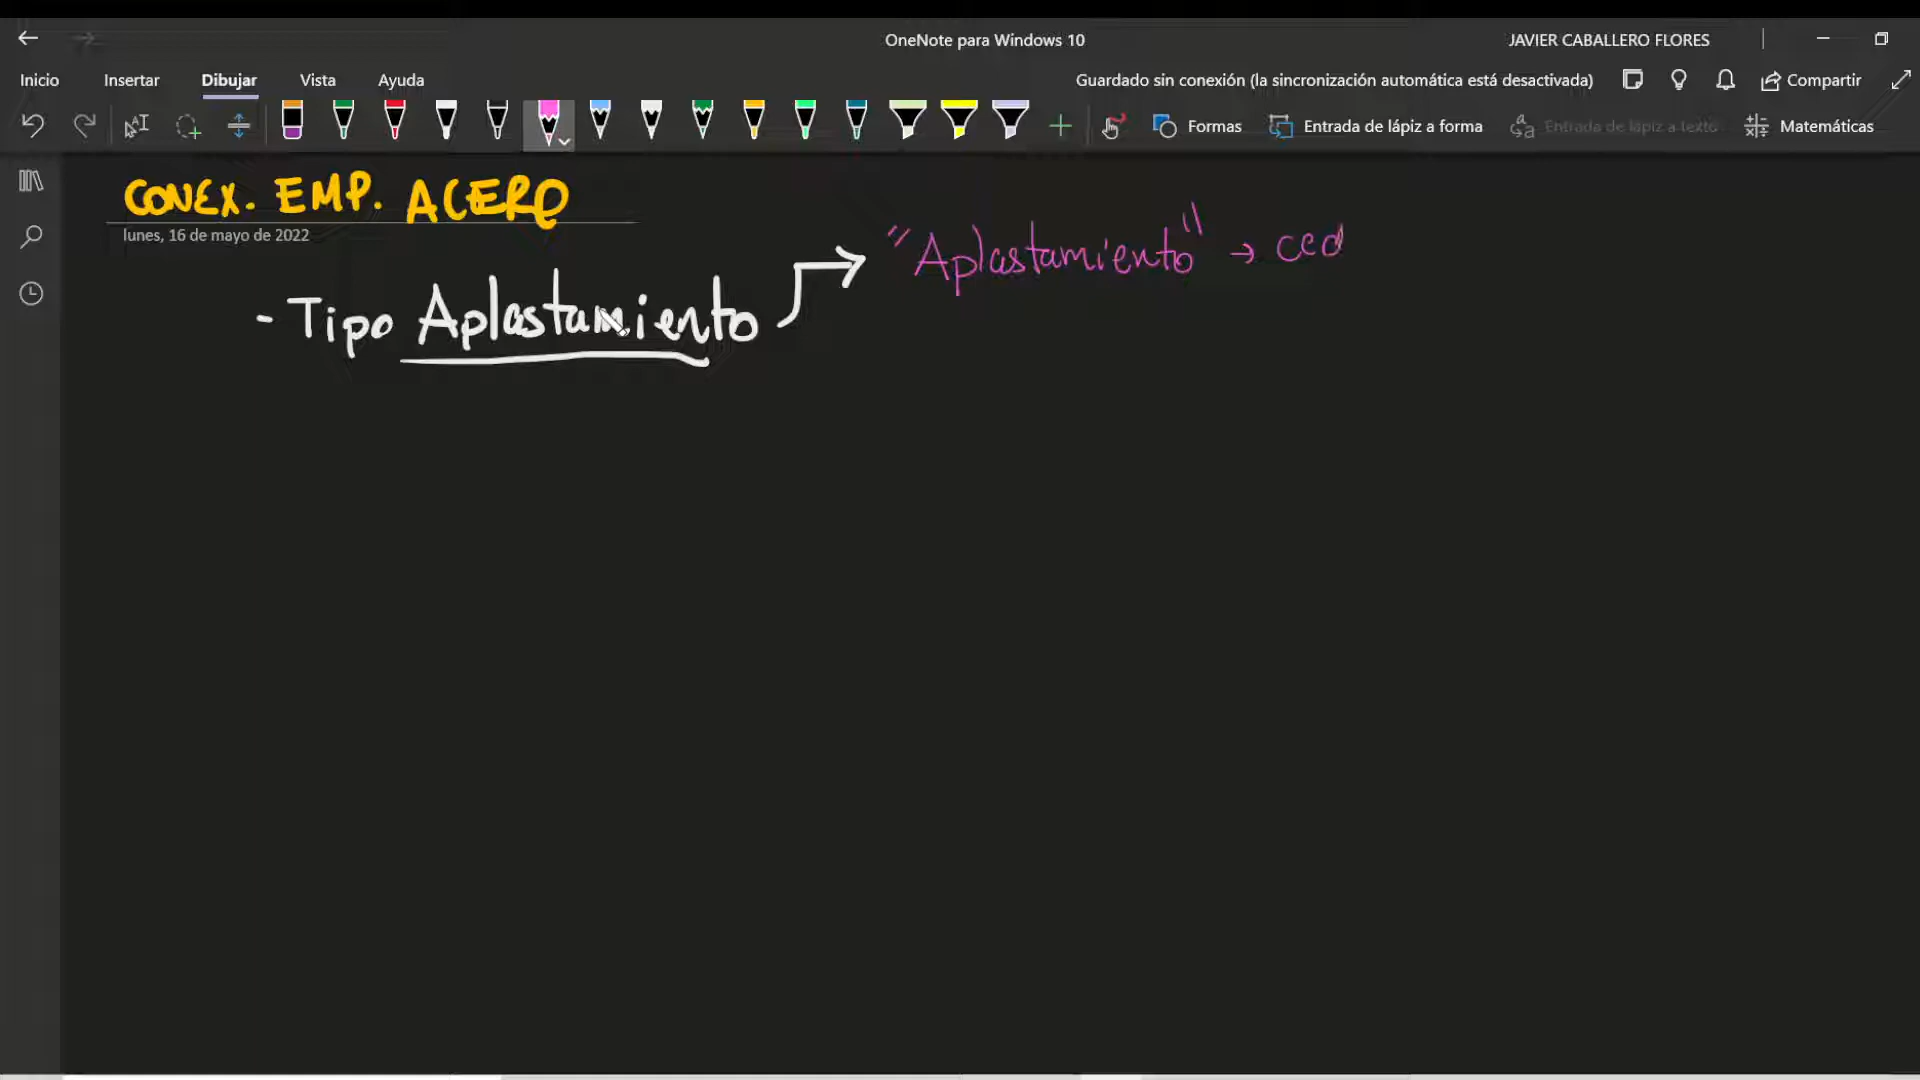 OneNote para Windows 10
JAVIER CABALLERO FLORES
Inicio Insertar Dibujar Vista Ayuda
Guardado sin conexión (la sincronización automática está desactivada)
Compartir
Formas
Entrada de lápiz a forma
Entrada de lápiz a texto
Matemáticas
CONEX. EMP. ACERO
lunes, 16 de mayo de 2022
"Aplastamiento" → ced
- Tipo Aplastamiento